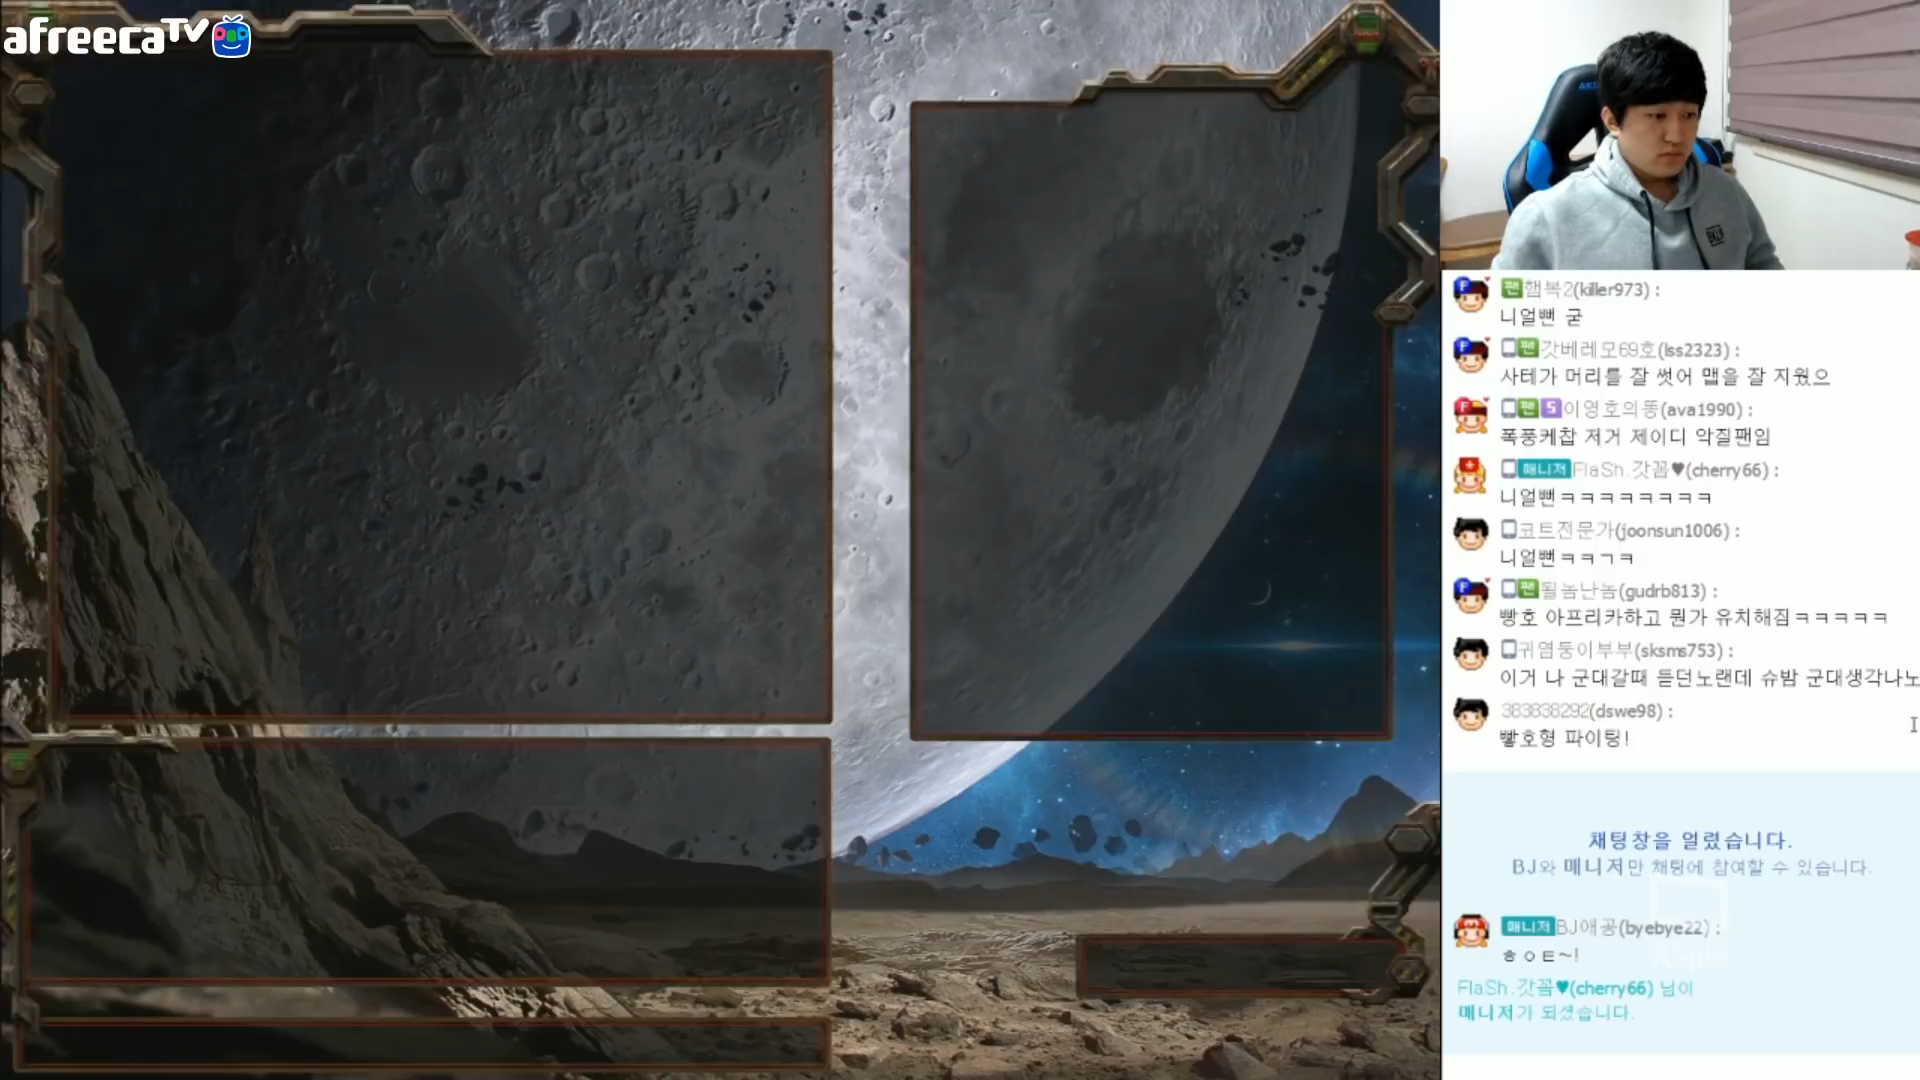 afreecaTV
팬 햄복2(killer973) :
니얼뺀 굳
팬 갓베레모69호(lss2323) :
사테가 머리를 잘 썻어 맵을 잘 지웠으
팬 S 이영호의똥(ava1990) :
폭풍케찹 저거 제이디 악질팬임
매니저 FlaSh.갓꼼♥(cherry66) :
니얼뺀ㅋㅋㅋㅋㅋㅋㅋㅋ
코트전문가(joonsun1006) :
니얼뺀ㅋㅋㄱㅋ
팬 될놈난놈(gudrb813) :
빵호 아프리카하고 뭔가 유치해짐ㅋㅋㅋㅋㅋ
귀염둥이부부(sksms753) :
이거 나 군대갈때 듣던노랜데 슈밤 군대생각나노
383838292(dswe98) :
빻호형 파이팅!
채팅창을 얼렸습니다.
BJ와 매니저만 채팅에 참여할 수 있습니다.
매니저 BJ애공(byebye22) :
ㅎㅇㅌ~!
FlaSh.갓꼼♥(cherry66) 님이
매니저가 되셨습니다.